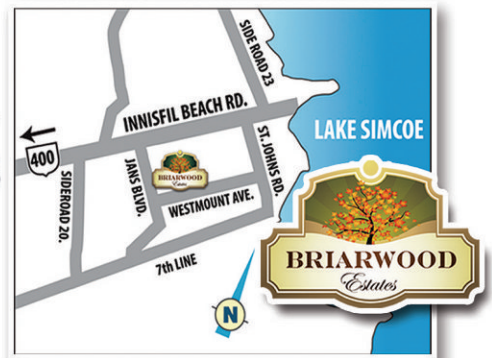 SIDE ROAD 23
INNISFIL BEACH RD.
LAKE SIMCOE
400
SIDEROAD 20.
JANS BLVD.
BRIARWOOD
Estates
ST. JOHNS RD.
WESTMOUNT AVE.
7th LINE
N
BRIARWOOD
Estates